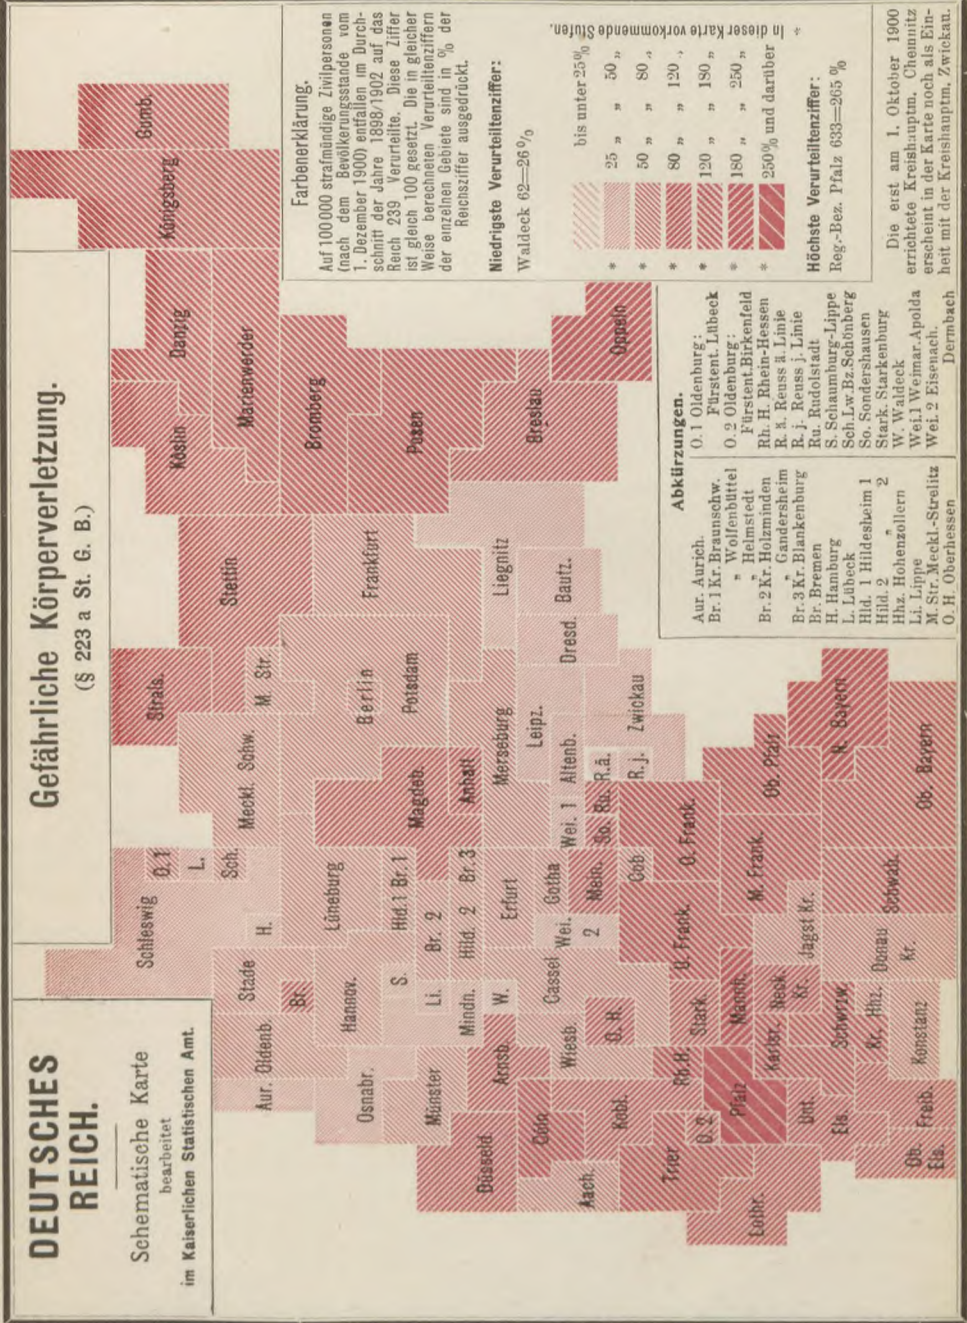 DEUTSCHES
REICH.
Schematische Karte
bearbeitet
im Kaiserlichen Statistischen Amt.
Gefährliche Körperverletzung.
(§ 223 a St. G. B.)
Farbenerklärung.
Auf 100000 strafmündige Zivilpersonen
(nach dem Bevölkerungsstande vom
1. Dezember 1900) entfallen im Durch-
schnitt der Jahre 1898/1902 auf das
Reich 239 Verurteilte. Diese Ziffer
ist gleich 100 gesetzt. Die in gleicher
Weise berechneten Verurteiltenziffern
der einzelnen Gebiete sind in % der
Reichsziffer ausgedrückt.
Niedrigste Verurteiltenziffer:
Waldeck 62=26%
bis unter 25%
* 25 „ „ 50 „
* 50 „ „ 80 „
* 80 „ „ 120 „
* 120 „ „ 180 „
* 180 „ „ 250 „
* 250% und darüber
* In dieser Karte vorkommende Stufen.
Höchste Verurteiltenziffer:
Reg.-Bez. Pfalz 633=265 %
Die erst am 1. Oktober 1900
errichtete Kreishauptm. Chemnitz
erscheint in der Karte noch als Ein-
heit mit der Kreishauptm. Zwickau.
Abkürzungen.
Aur. Aurich.
Br. 1 Kr. Braunschw.
„ Wolfenbüttel
„ Helmstedt
Br. 2 Kr. Holzminden
„ Gandersheim
Br. 3 Kr. Blankenburg
Br. Bremen
H. Hamburg
L. Lübeck
Hld. 1 Hildesheim 1
Hild. 2 „ 2
Hhz. Hohenzollern
Li. Lippe
M. Str. Meckl.-Strelitz
O. H. Oberhessen
O. 1 Oldenburg:
Fürstent. Lübeck
O. 2 Oldenburg:
Fürstent. Birkenfeld
Rh. H. Rhein-Hessen
R. ä. Reuss ä. Linie
R. j. Reuss j. Linie
Ru. Rudolstadt
S. Schaumburg-Lippe
Sch. Lw. Bz. Schönberg
So. Sondershausen
Stark. Starkenburg
W. Waldeck
Wei. 1 Weimar. Apolda
Wei. 2 Eisenach.
Dermbach
Gumb.
Königsberg
Danzig
Marienwerder
Köslin
Bromberg
Posen
Breslau
Oppeln
Stettin
Frankfurt
Liegnitz
Bautz.
Strals.
M. Str
Berlin
Potsdam
Dresd.
Meckl. Schw.
Merseburg
Leipz.
Altenb.
Zwickau
R. ä.
R. j.
Magdeb.
Anhalt
Wei. 1
So. Ru.
O. 1
L.
Sch.
Schleswig
H.
Lüneburg
Hld. 1 Br. 1
Br. 2
Hild. 2 Br. 3
Erfurt
Gotha
Mein.
Cob
Wei.
2
Stade
Br.
Hannov.
S.
Li.
Mindn.
W.
Cassel
Aur. Oldenb.
Osnabr.
Münster
Arnsb.
Wiesb.
O. H.
Düsseld
Cöln
Kobl.
Aach.
Trier
O. 2
Rh. H.
Stark.
U. Frank.
O. Frank.
M. Frank.
Ob. Pfalz
N. Bayern
Ob. Bayern
Schwab.
Jagst Kr.
Donau
Kr.
Neck
Kr.
Schwrzw.
Kr. Hhz.
Manch.
Karlsr.
Pfalz
Unt.
Els.
Lothr.
Ob.
Els.
Freib.
Konstanz